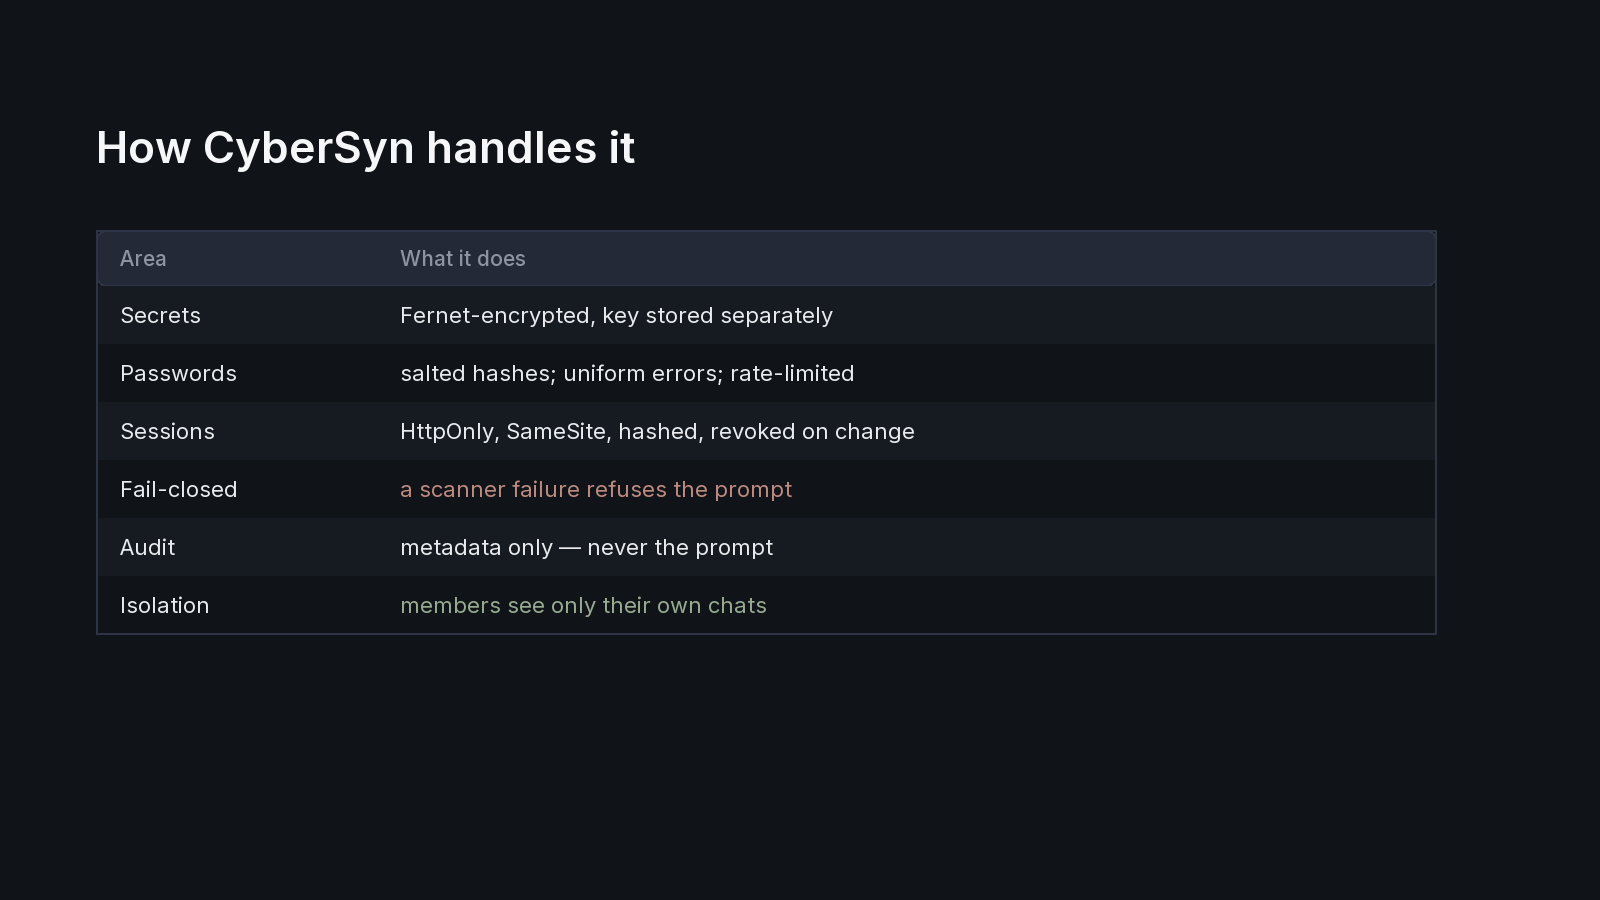 How CyberSyn handles it
Area What it does
Secrets Fernet-encrypted, key stored separately
Passwords salted hashes; uniform errors; rate-limited
Sessions HttpOnly, SameSite, hashed, revoked on change
Fail-closed a scanner failure refuses the prompt
Audit metadata only — never the prompt
Isolation members see only their own chats